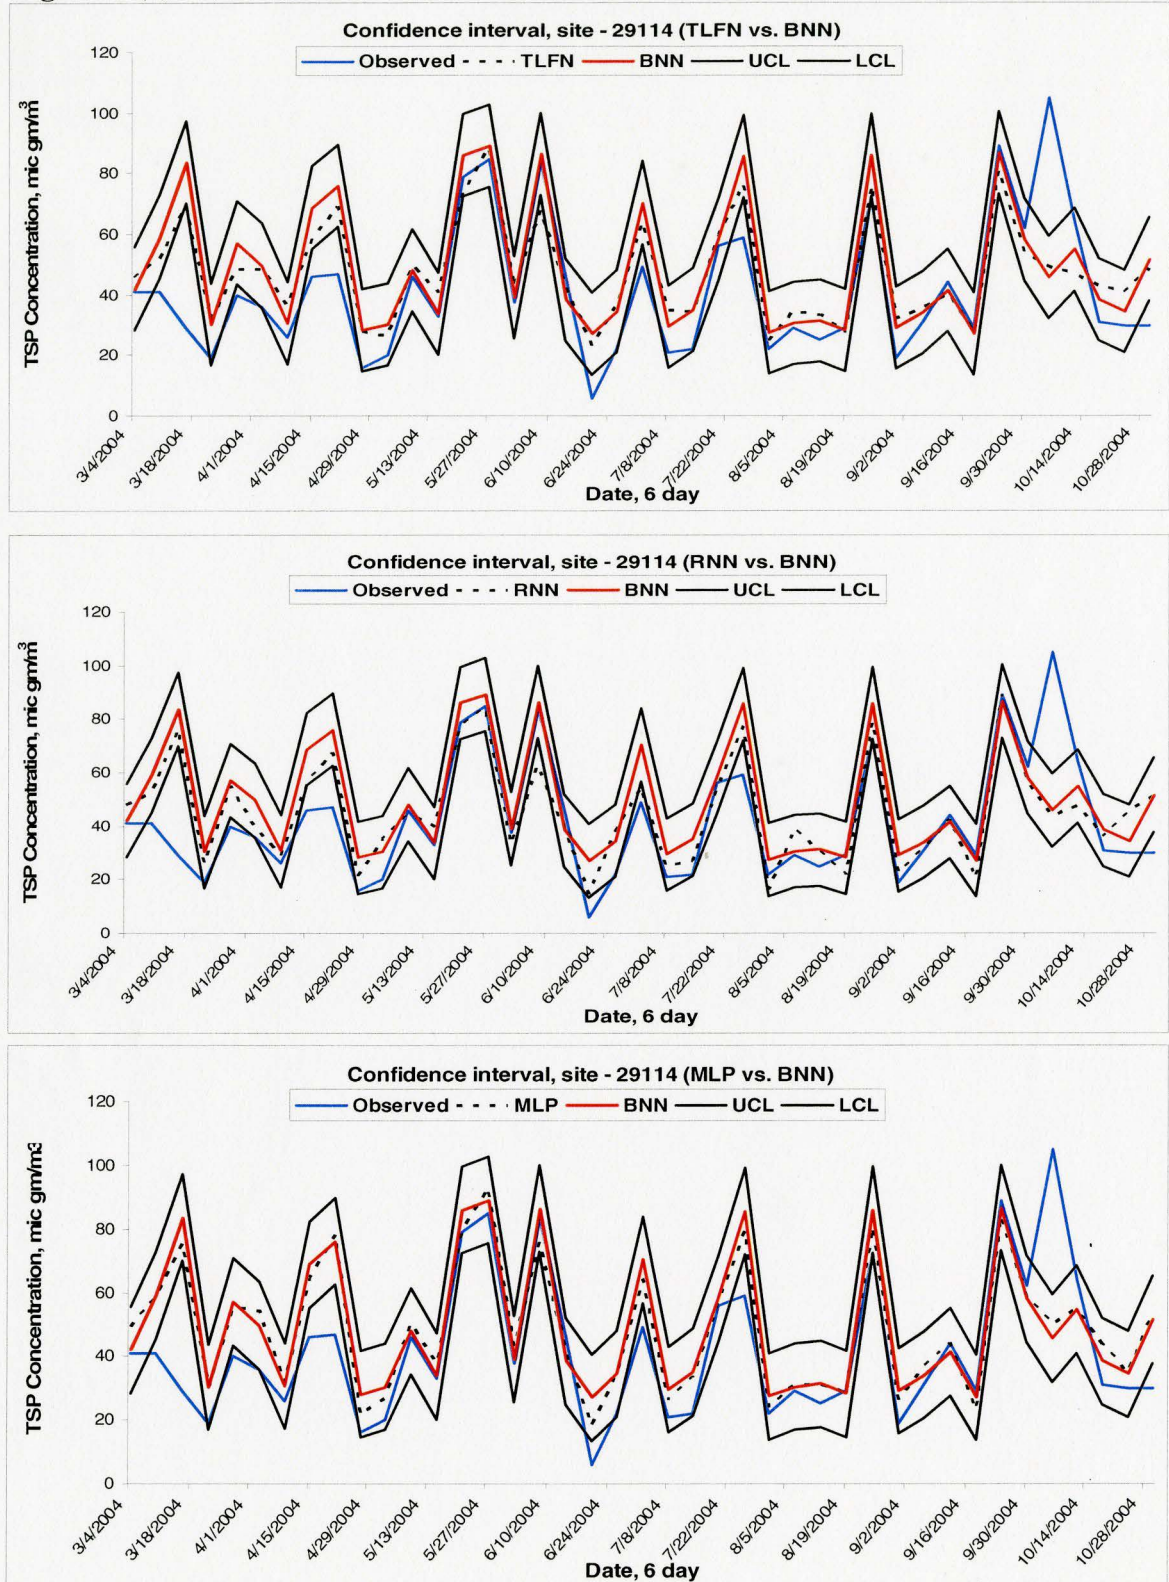 Confidence interval, site - 29114 (TLFN vs. BNN)
Observed TLFN BNN UCL LCL
TSP Concentration, mic gm/m³
120
100
80
60
40
20
0
3/4/2004 3/18/2004 4/1/2004 4/15/2004 4/29/2004 5/13/2004 5/27/2004 6/10/2004 6/24/2004 7/8/2004 7/22/2004 8/5/2004 8/19/2004 9/2/2004 9/16/2004 9/30/2004 10/14/2004 10/28/2004
Date, 6 day
Confidence interval, site - 29114 (RNN vs. BNN)
Observed RNN BNN UCL LCL
TSP Concentration, mic gm/m³
120
100
80
60
40
20
0
3/4/2004 3/18/2004 4/1/2004 4/15/2004 4/29/2004 5/13/2004 5/27/2004 6/10/2004 6/24/2004 7/8/2004 7/22/2004 8/5/2004 8/19/2004 9/2/2004 9/16/2004 9/30/2004 10/14/2004 10/28/2004
Date, 6 day
Confidence interval, site - 29114 (MLP vs. BNN)
Observed MLP BNN UCL LCL
TSP Concentration, mic gm/m3
120
100
80
60
40
20
0
3/4/2004 3/18/2004 4/1/2004 4/15/2004 4/29/2004 5/13/2004 5/27/2004 6/10/2004 6/24/2004 7/8/2004 7/22/2004 8/5/2004 8/19/2004 9/2/2004 9/16/2004 9/30/2004 10/14/2004 10/28/2004
Date, 6 day